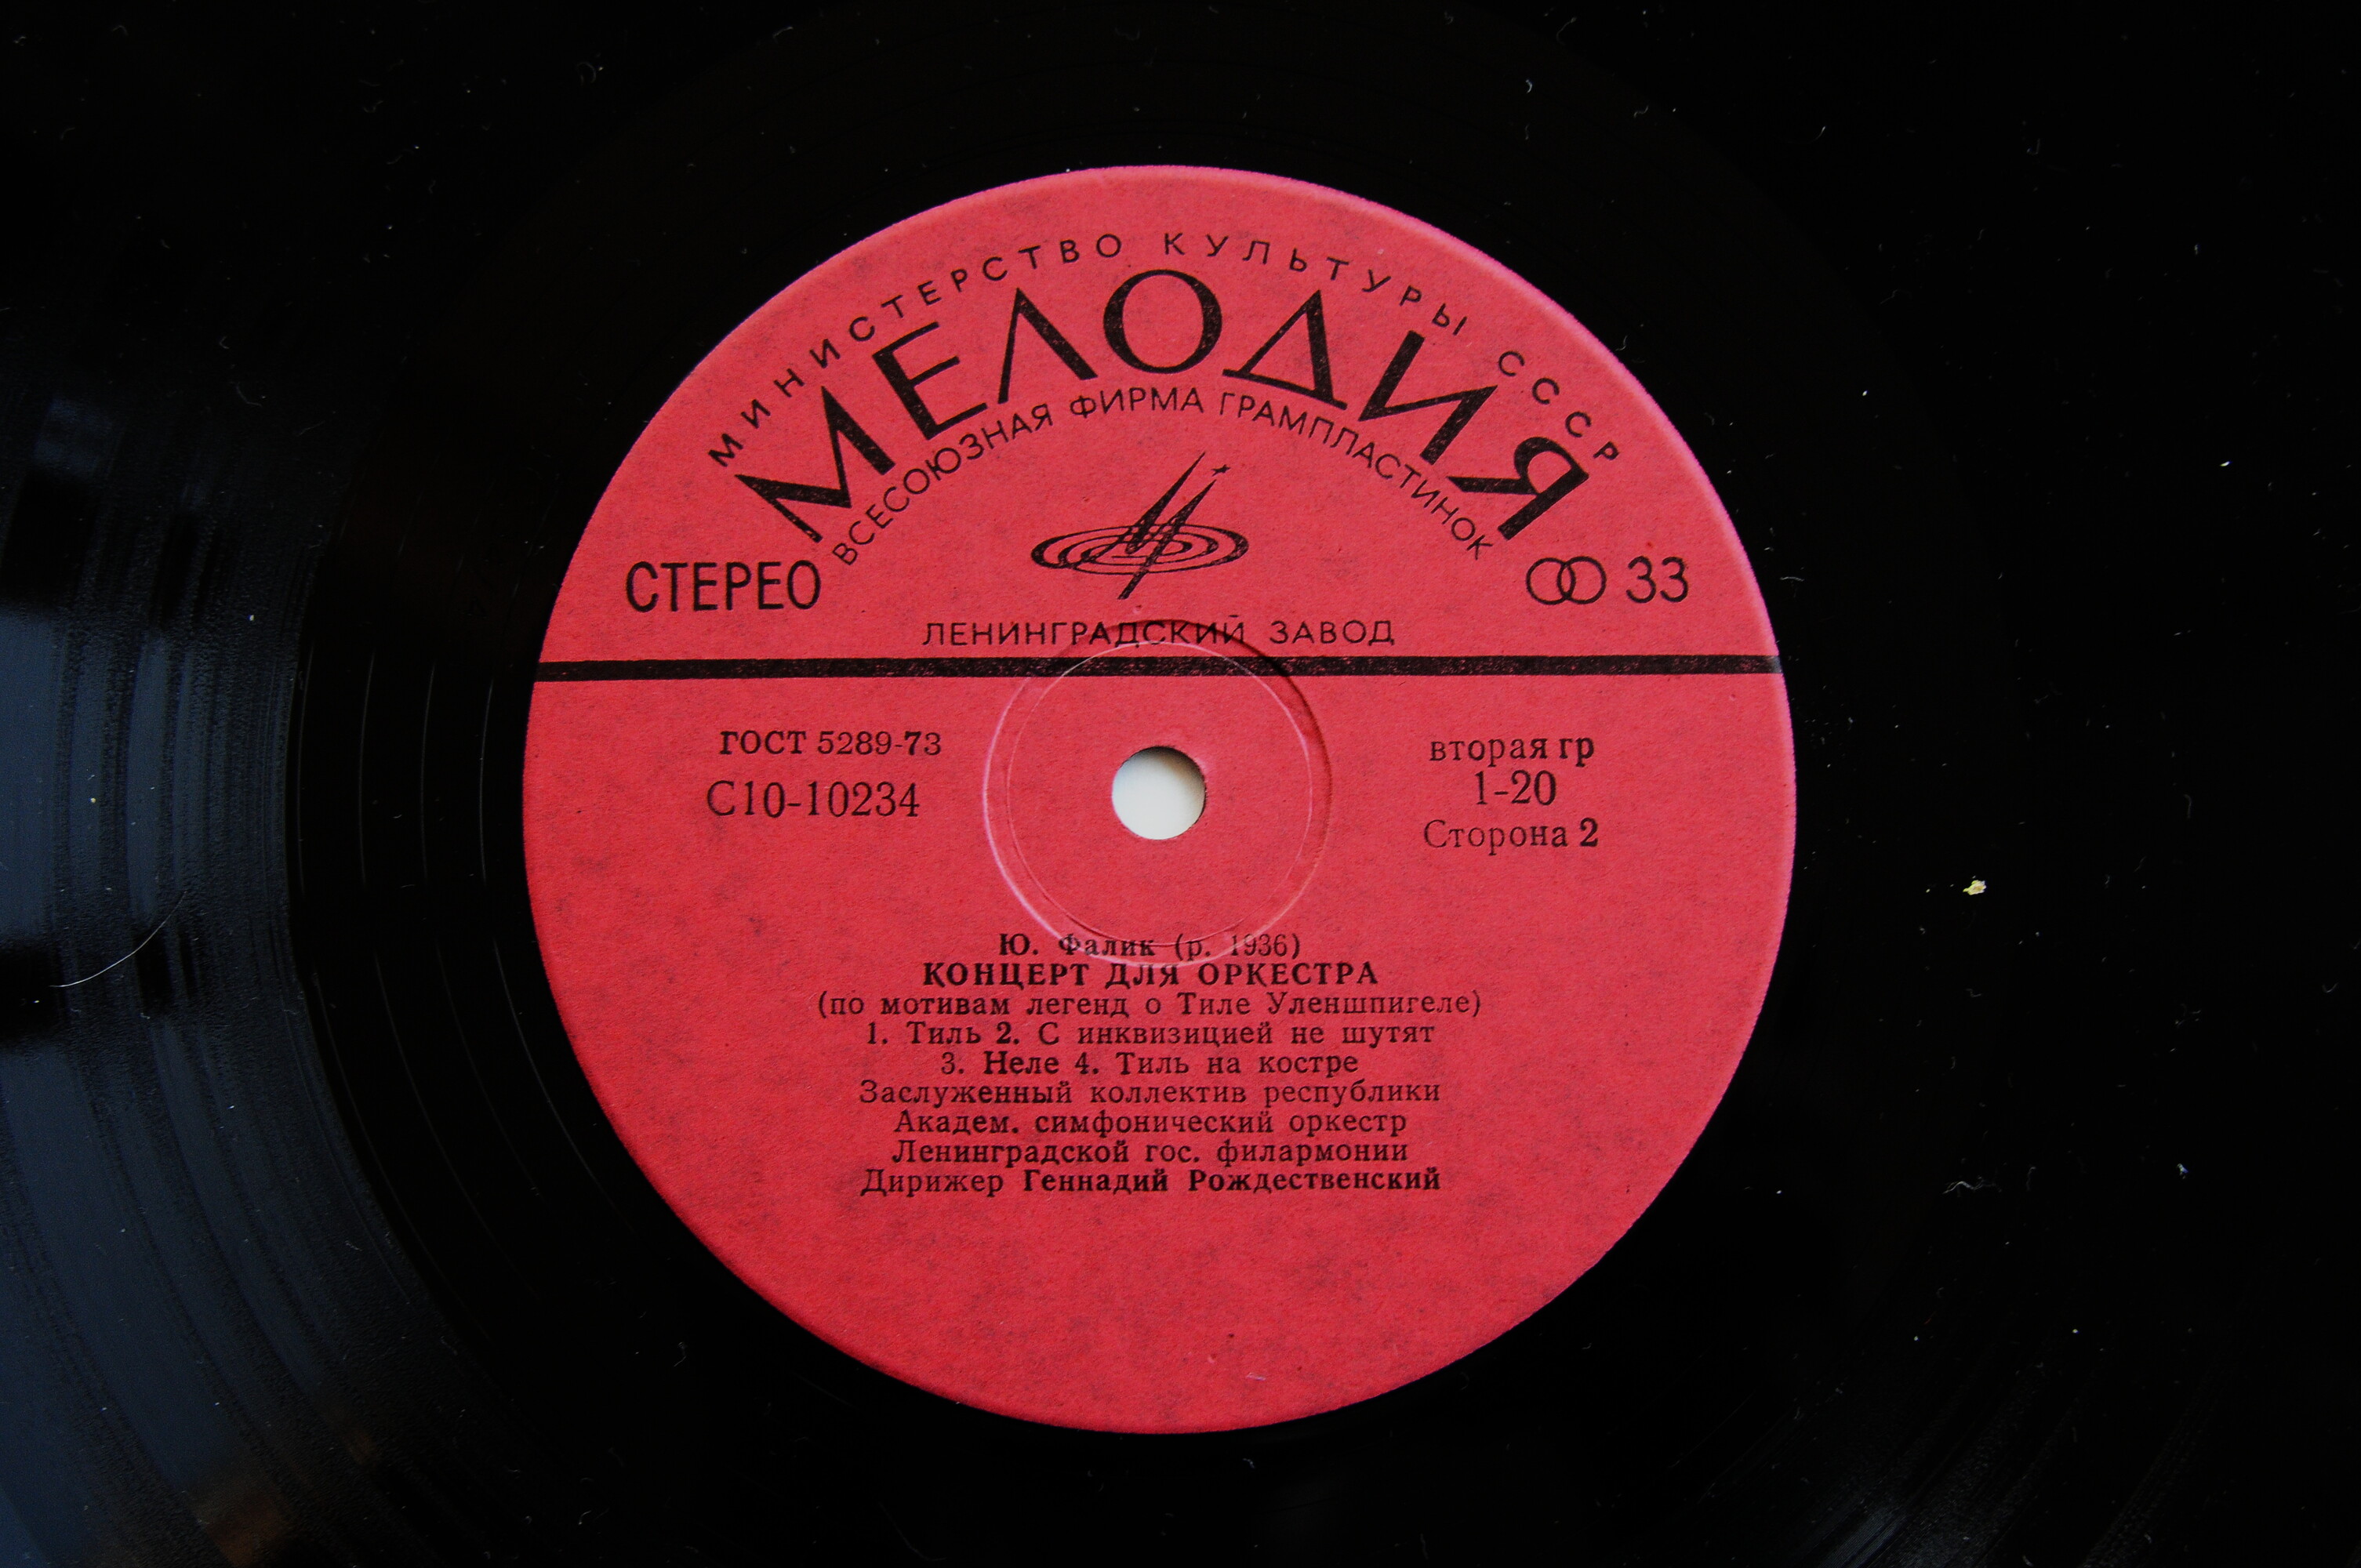 МИНИСТЕРСТВО КУЛЬТУРЫ СССР
МЕЛОДИЯ
ВСЕСОЮЗНАЯ ФИРМА ГРАМПЛАСТИНОК
СТЕРЕО
33
ЛЕНИНГРАДСКИЙ ЗАВОД
ГОСТ 5289-73
С10-10234
вторая гр
1-20
Сторона 2
Ю. Фалик (р. 1936)
КОНЦЕРТ ДЛЯ ОРКЕСТРА
(по мотивам легенд о Тиле Уленшпигеле)
1. Тиль 2. С инквизицией не шутят
3. Неле 4. Тиль на костре
Заслуженный коллектив республики
Академ. симфонический оркестр
Ленинградской гос. филармонии
Дирижер Геннадий Рождественский